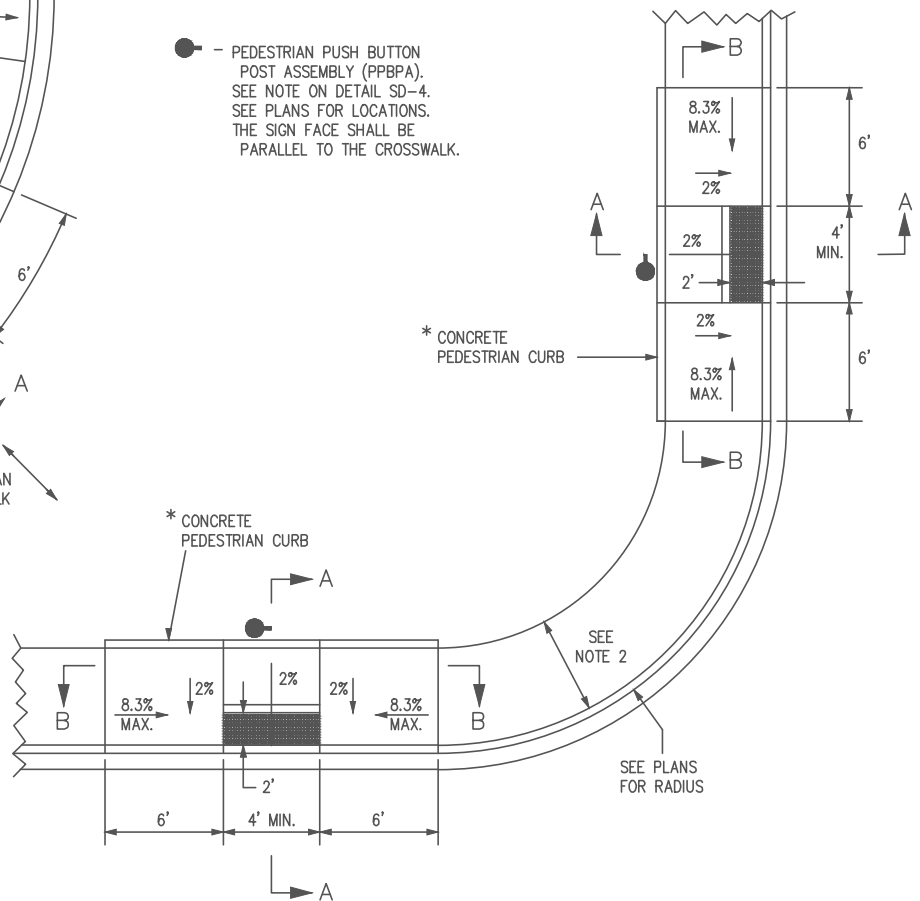 - PEDESTRIAN PUSH BUTTON
POST ASSEMBLY (PPBPA).
SEE NOTE ON DETAIL SD-4.
SEE PLANS FOR LOCATIONS.
THE SIGN FACE SHALL BE
PARALLEL TO THE CROSSWALK.
B
8.3%
MAX.
2%
6'
A
A
2%
4'
MIN.
2'
6'
* CONCRETE
PEDESTRIAN CURB
2%
8.3%
MAX.
6'
B
A
AN
LK
* CONCRETE
PEDESTRIAN CURB
A
SEE
NOTE 2
2%
2%
2%
B
8.3%
MAX.
8.3%
MAX.
B
2'
SEE PLANS
FOR RADIUS
6'
4' MIN.
6'
A